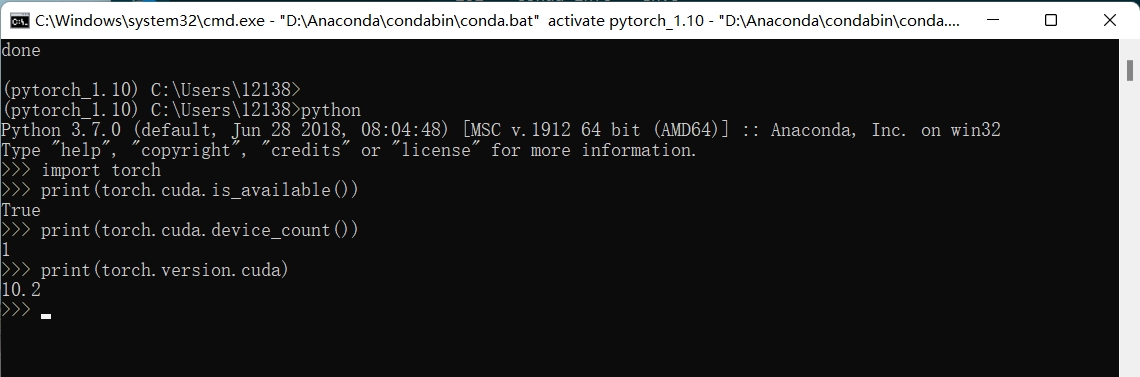 C:\Windows\system32\cmd.exe - "D:\Anaconda\condabin\conda.bat"  activate pytorch_1.10 - "D:\Anaconda\condabin\conda....
done
(pytorch_1.10) C:\Users\12138>
(pytorch_1.10) C:\Users\12138>python
Python 3.7.0 (default, Jun 28 2018, 08:04:48) [MSC v.1912 64 bit (AMD64)] :: Anaconda, Inc. on win32
Type "help", "copyright", "credits" or "license" for more information.
>>> import torch
>>> print(torch.cuda.is_available())
True
>>> print(torch.cuda.device_count())
1
>>> print(torch.version.cuda)
10.2
>>>